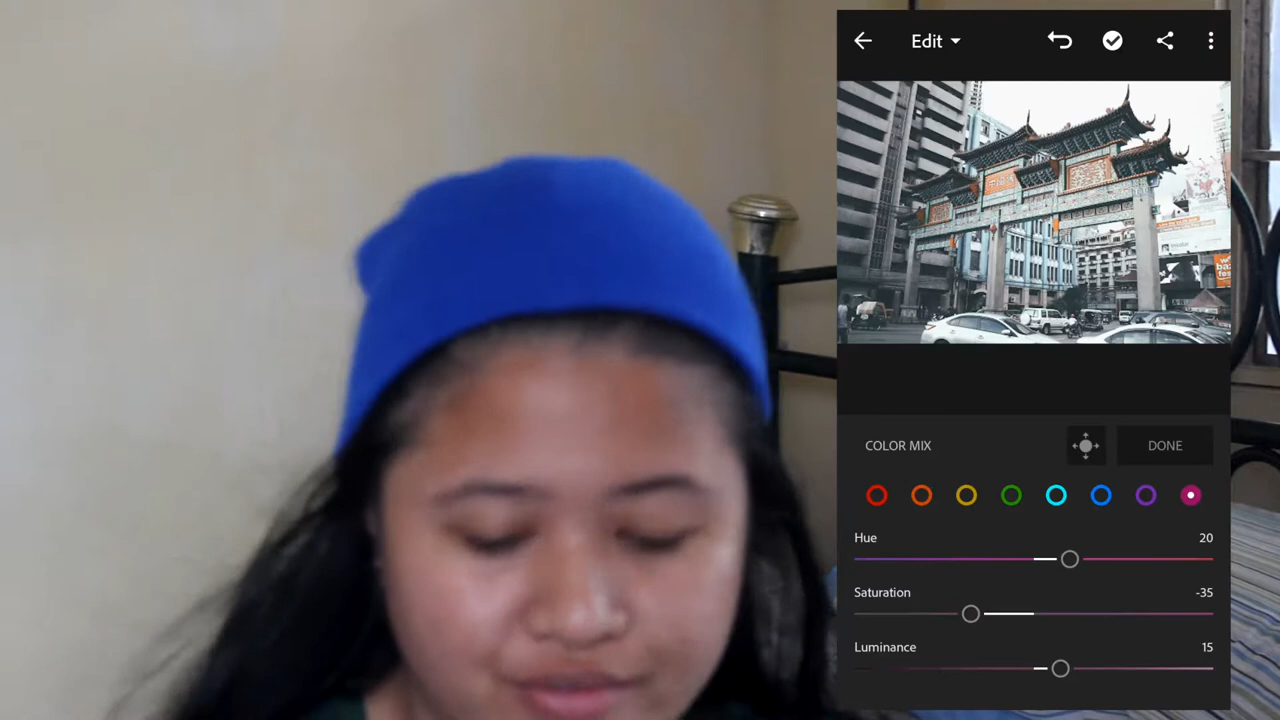 Edit
COLOR MIX
DONE
Hue
20
Saturation
-35
Luminance
15